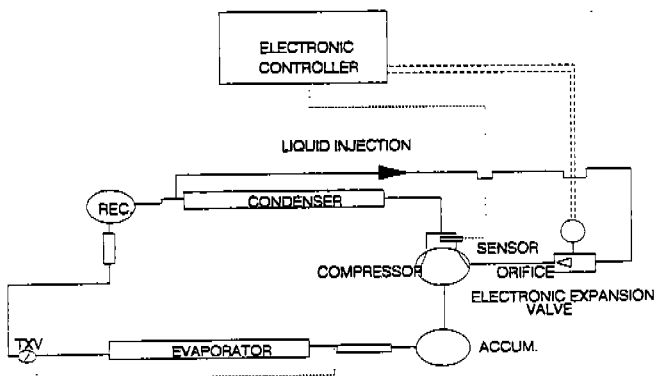 ELECTRONIC
CONTROLLER
LIQUID INJECTION
REC.
CONDENSER
SENSOR
COMPRESSOR
ORIFICE
ELECTRONIC EXPANSION
VALVE
TXV
EVAPORATOR
ACCUM.